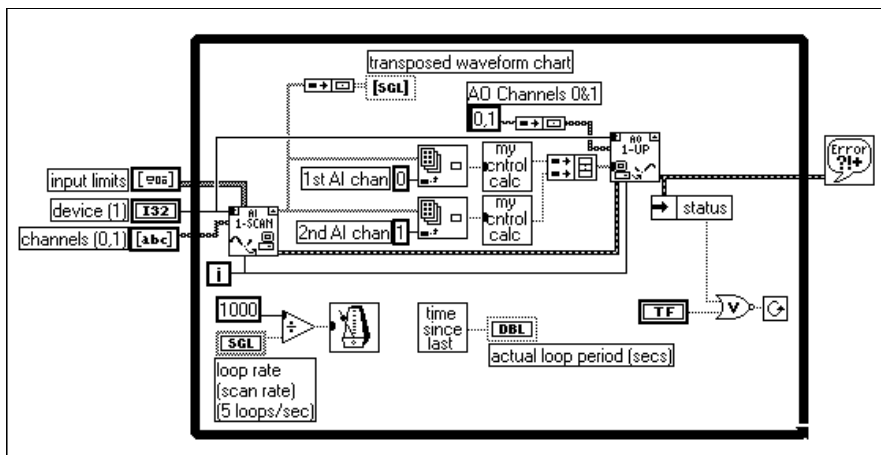 transposed waveform chart
[SGL]
AO Channels 0&1
0,1
AO
1-UP
my
cntrol
calc
1st AI chan 0
input limits
device (1) I32
channels (0,1) [abc]
AI
1-SCAN
my
cntrol
calc
2nd AI chan 1
Error
?!+
status
i
1000
÷
SGL
loop rate
(scan rate)
(5 loops/sec)
time
since
last
DBL
actual loop period (secs)
TF
V